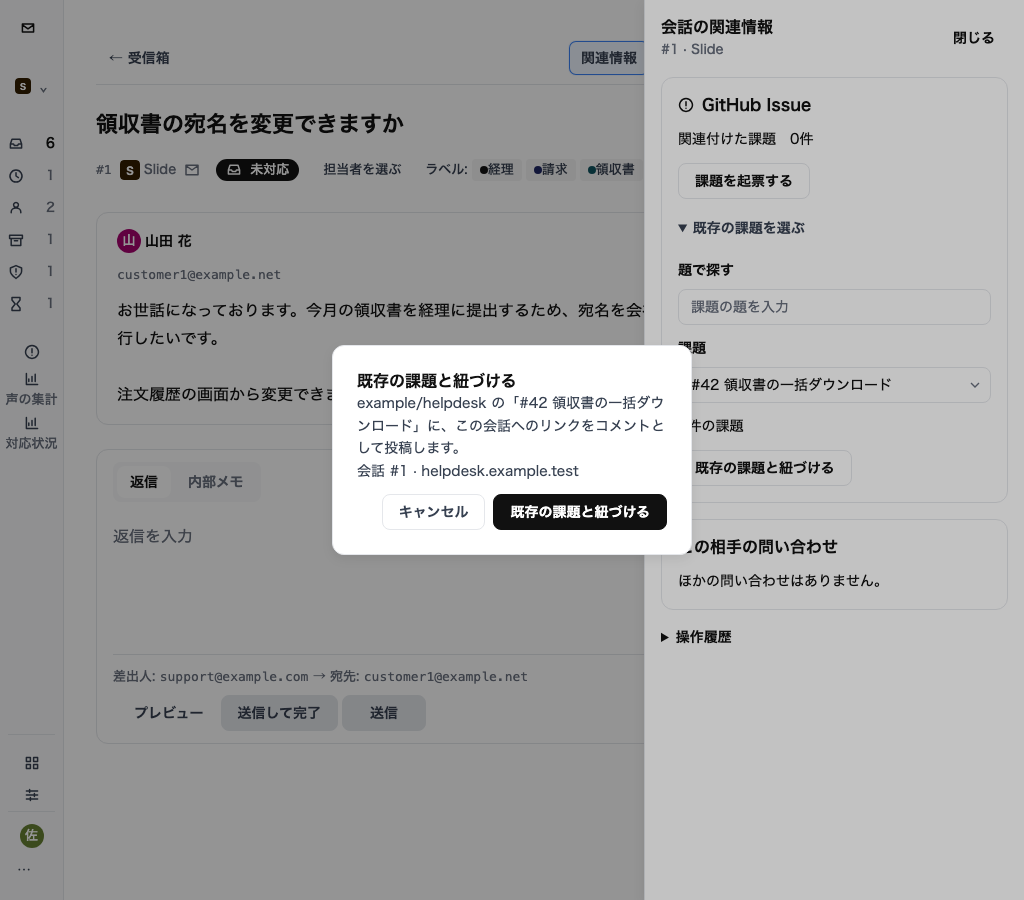 S
6
1
2
1
1
1
声の集計
対応状況
佐
…
← 受信箱
関連情報
領収書の宛名を変更できますか
#1 S Slide 未対応 担当者を選ぶ ラベル: ●経理 ●請求 ●領収書
山 山田 花
customer1@example.net
お世話になっております。今月の領収書を経理に提出するため、宛名を会
行したいです。
注文履歴の画面から変更でき
返信 内部メモ
返信を入力
差出人: support@example.com → 宛先: customer1@example.net
プレビュー 送信して完了 送信
既存の課題と紐づける
example/helpdesk の「#42 領収書の一括ダウ
ンロード」に、この会話へのリンクをコメントと
して投稿します。
会話 #1 · helpdesk.example.test
キャンセル 既存の課題と紐づける
会話の関連情報
#1 · Slide
閉じる
GitHub Issue
関連付けた課題 0件
課題を起票する
▼ 既存の課題を選ぶ
題で探す
課題の題を入力
課題
#42 領収書の一括ダウンロード
件の課題
既存の課題と紐づける
の相手の問い合わせ
ほかの問い合わせはありません。
▶ 操作履歴